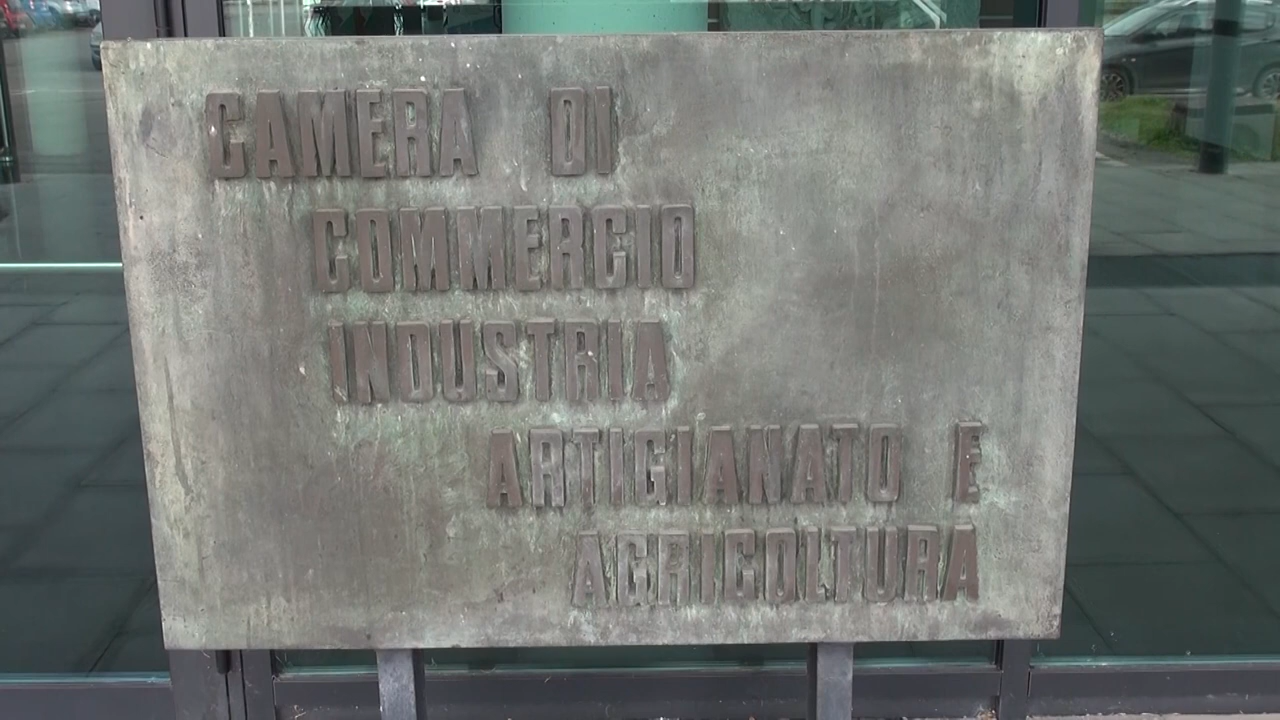 CAMERA DI
COMMERCIO
INDUSTRIA
ARTIGIANATO E
AGRICOLTURA